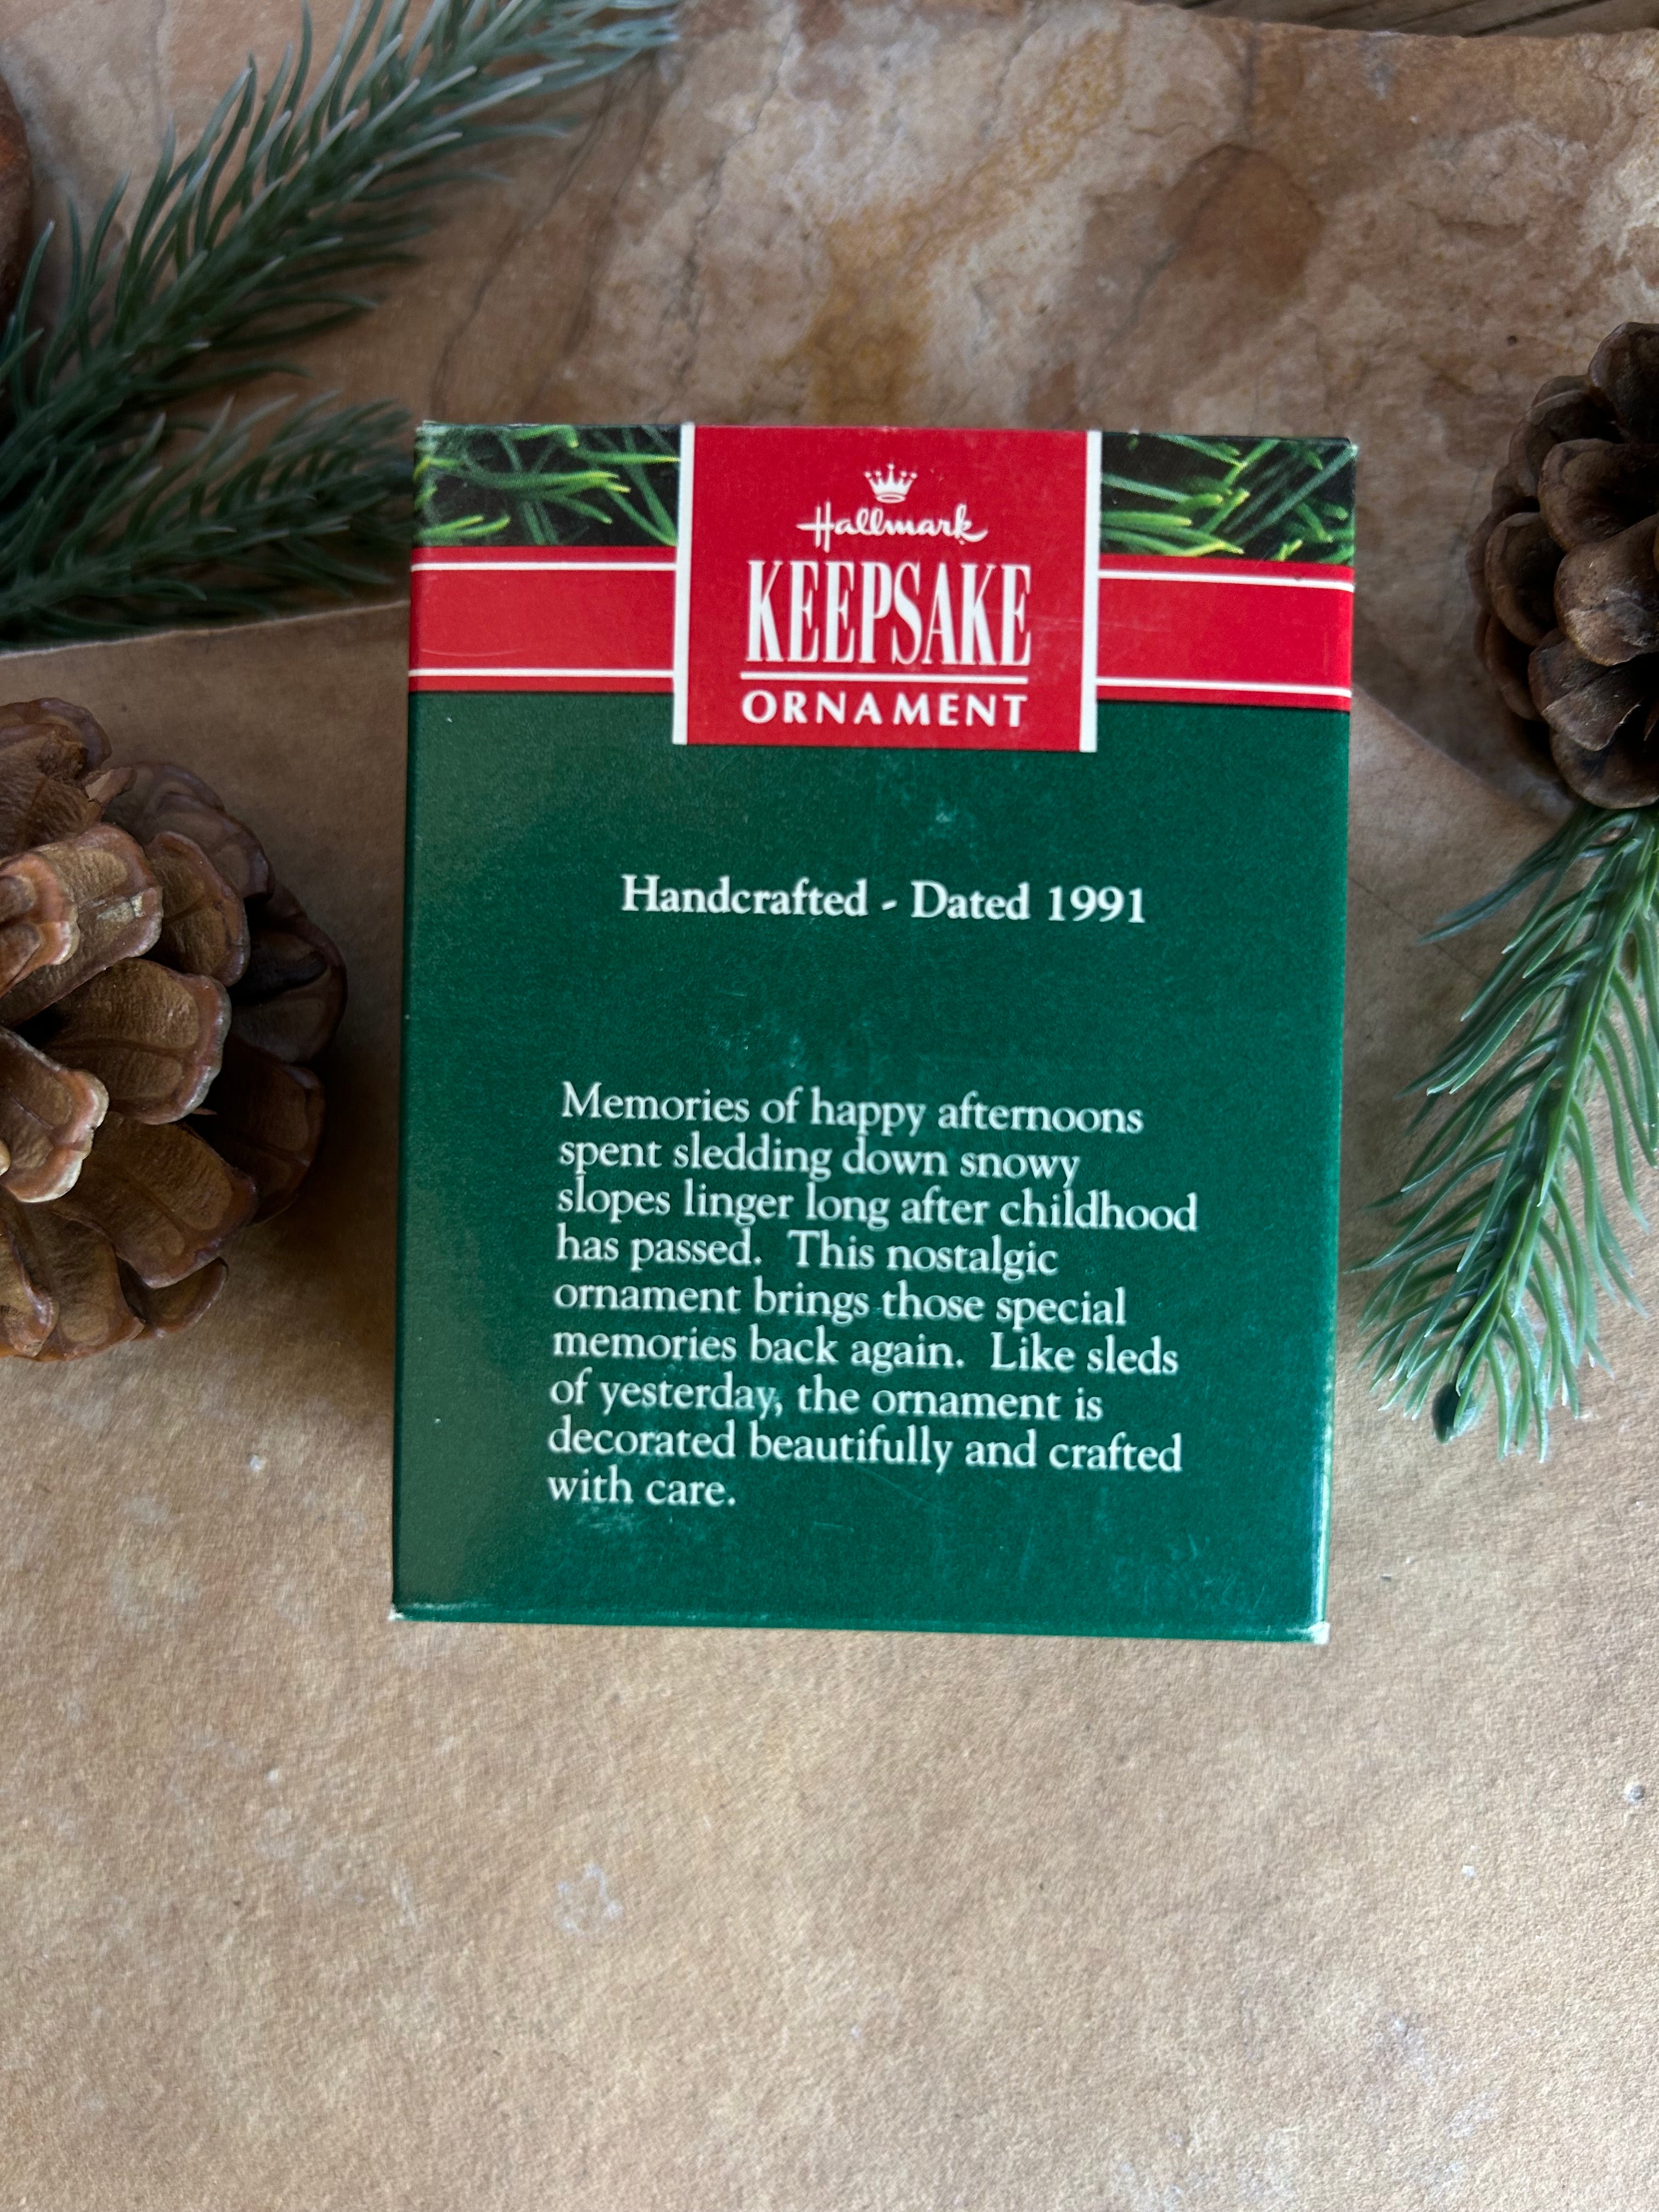 Hallmark
KEEPSAKE
ORNAMENT
Handcrafted - Dated 1991
Memories of happy afternoons
spent sledding down snowy
slopes linger long after childhood
has passed.  This nostalgic
ornament brings those special
memories back again.  Like sleds
of yesterday, the ornament is
decorated beautifully and crafted
with care.